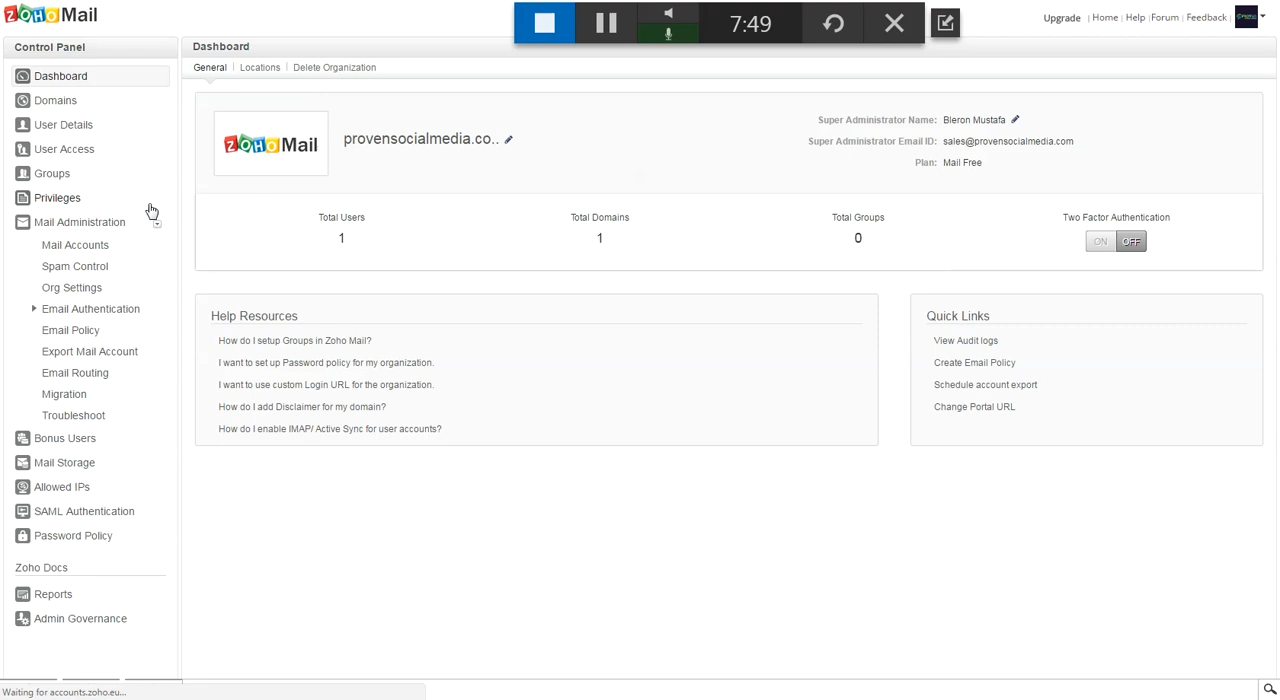 ZOHO Mail
7:49
Upgrade | Home | Help | Forum | Feedback
Control Panel
Dashboard
Domains
User Details
User Access
Groups
Privileges
Mail Administration
Mail Accounts
Spam Control
Org Settings
Email Authentication
Email Policy
Export Mail Account
Email Routing
Migration
Troubleshoot
Bonus Users
Mail Storage
Allowed IPs
SAML Authentication
Password Policy
Zoho Docs
Reports
Admin Governance
Dashboard
General | Locations | Delete Organization
ZOHO Mail
provensocialmedia.co..
Super Administrator Name: Bleron Mustafa
Super Administrator Email ID: sales@provensocialmedia.com
Plan: Mail Free
Total Users
1
Total Domains
1
Total Groups
0
Two Factor Authentication
ON OFF
Help Resources
How do I setup Groups in Zoho Mail?
I want to set up Password policy for my organization.
I want to use custom Login URL for the organization.
How do I add Disclaimer for my domain?
How do I enable IMAP/ Active Sync for user accounts?
Quick Links
View Audit logs
Create Email Policy
Schedule account export
Change Portal URL
Waiting for accounts.zoho.eu...